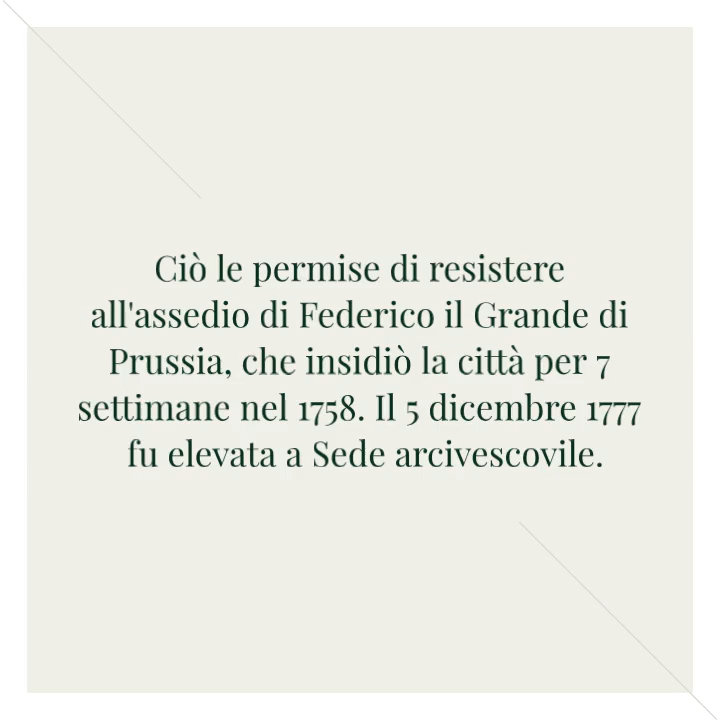 Ciò le permise di resistere
all'assedio di Federico il Grande di
Prussia, che insidiò la città per 7
settimane nel 1758. Il 5 dicembre 1777
fu elevata a Sede arcivescovile.